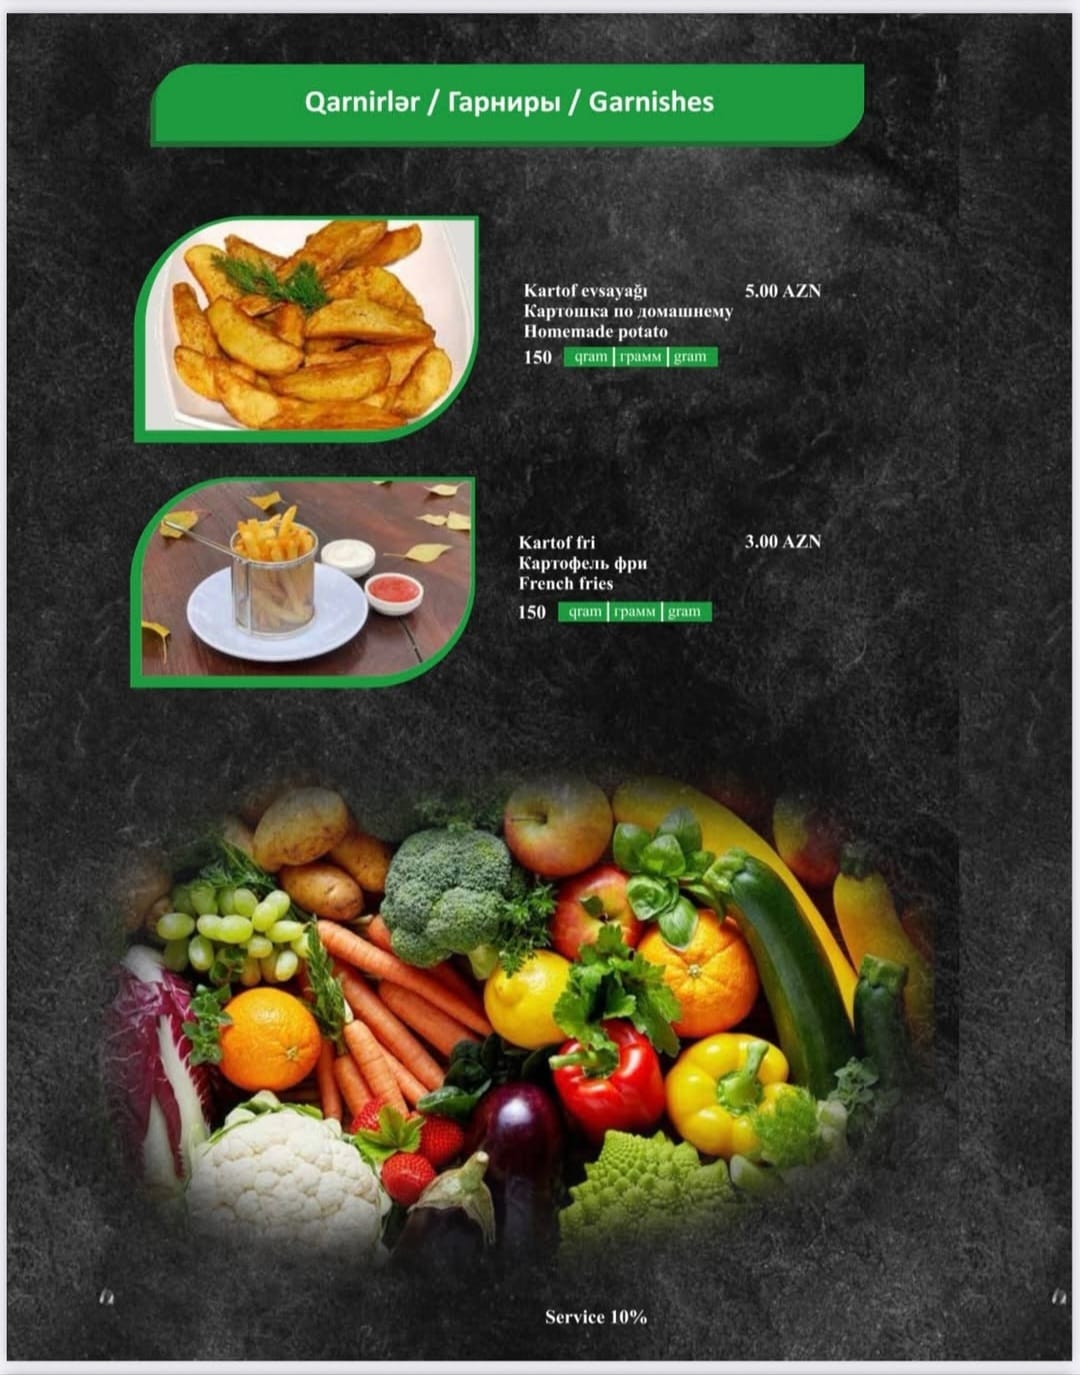 Qarnirlər / Гарниры / Garnishes
Kartof evsayağı 5.00 AZN
Картошка по домашнему
Homemade potato
150 qram | грамм | gram
Kartof fri 3.00 AZN
Картофель фри
French fries
150 qram | грамм | gram
Service 10%